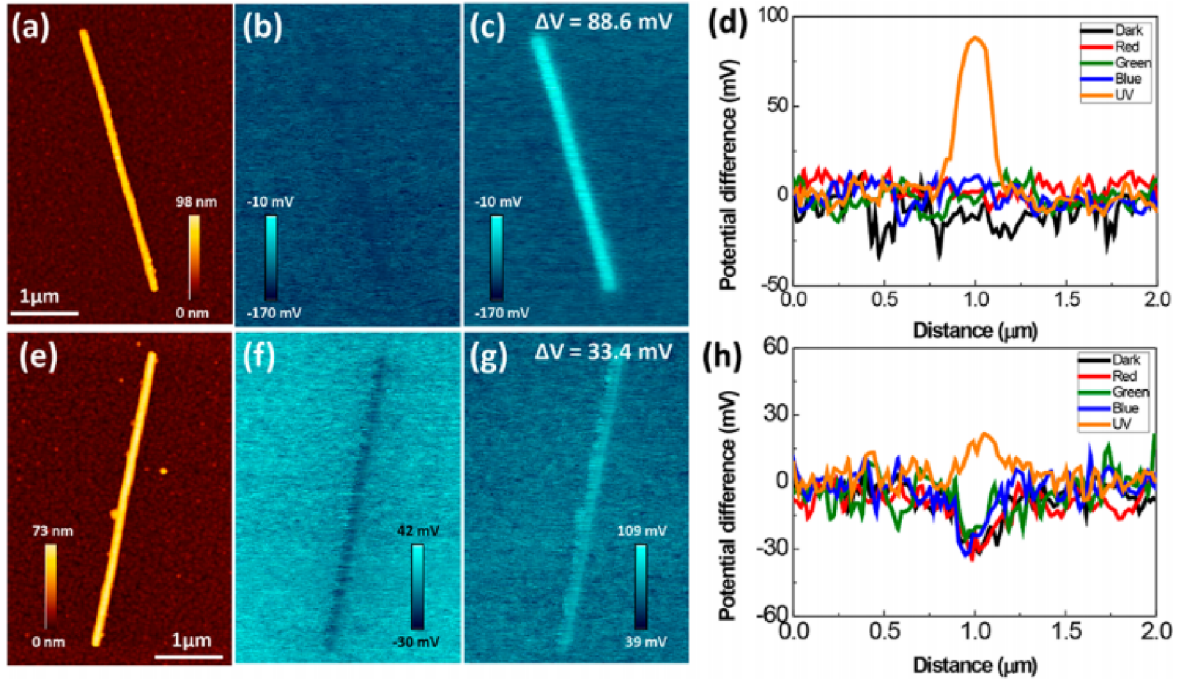 (a)
98 nm
0 nm
1μm
(b)
-10 mV
-170 mV
(c)
ΔV = 88.6 mV
-10 mV
-170 mV
(d)
100
50
0
-50
Potential difference (mV)
Dark
Red
Green
Blue
UV
0.0 0.5 1.0 1.5 2.0
Distance (μm)
(e)
73 nm
0 nm
1μm
(f)
42 mV
-30 mV
(g)
ΔV = 33.4 mV
109 mV
39 mV
(h)
60
30
0
-30
-60
Potential difference (mV)
Dark
Red
Green
Blue
UV
0.0 0.5 1.0 1.5 2.0
Distance (μm)